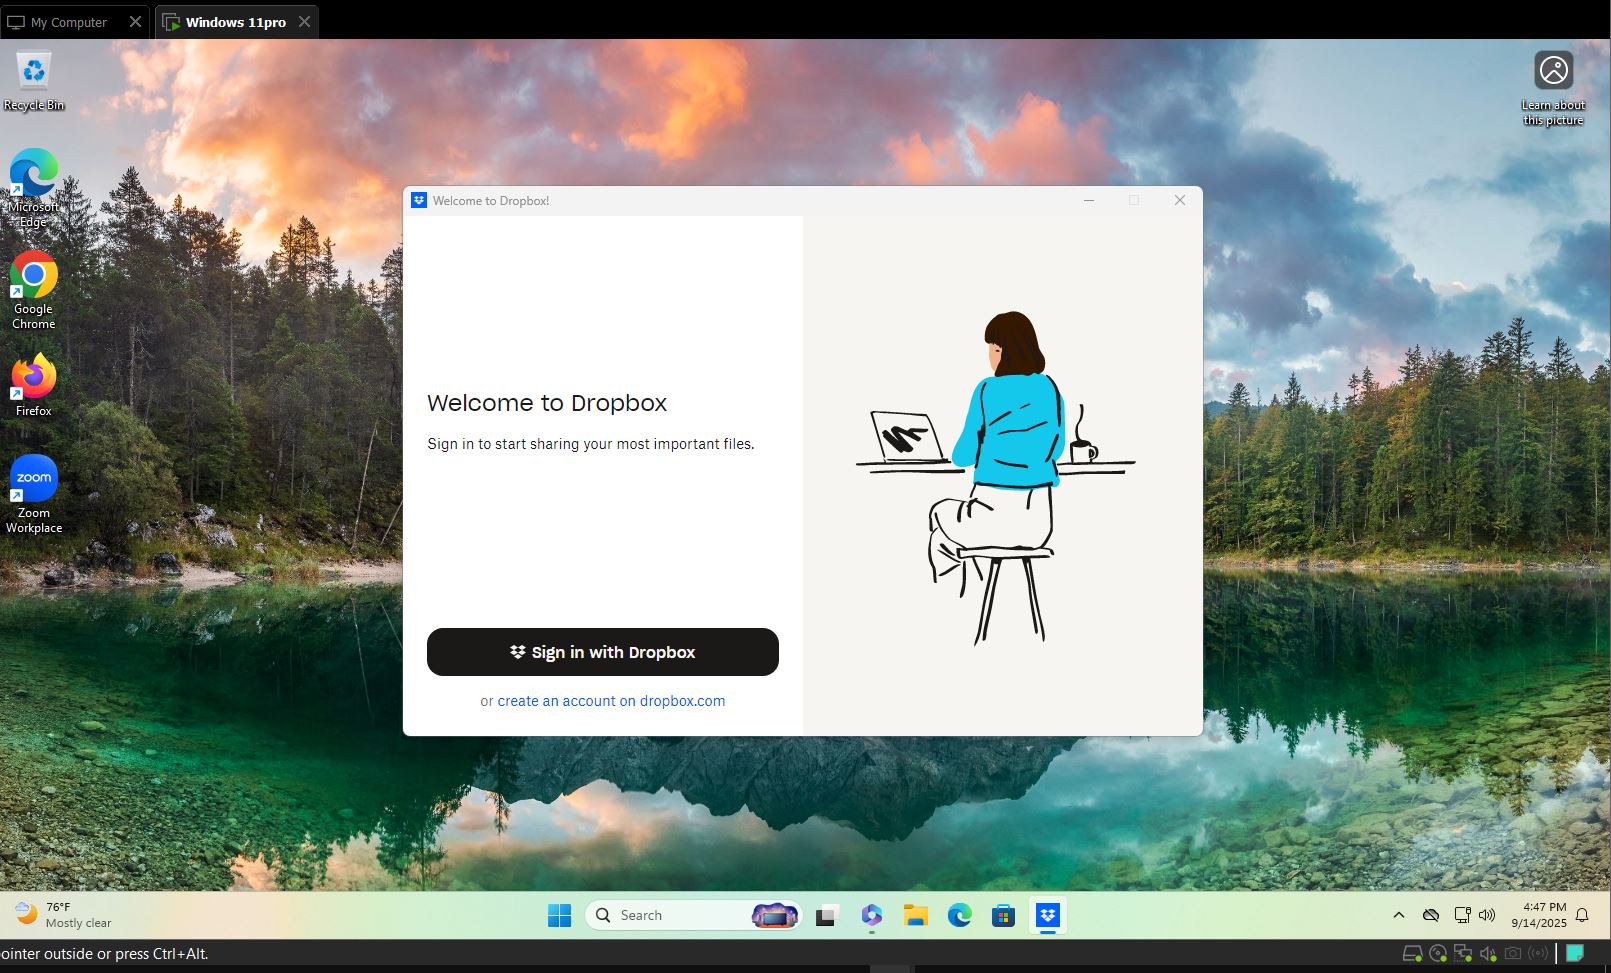 My Computer
Windows 11pro
Recycle Bin
Learn about
this picture
Microsoft
Edge
Google
Chrome
Firefox
zoom
Zoom
Workplace
Welcome to Dropbox!
Welcome to Dropbox
Sign in to start sharing your most important files.
Sign in with Dropbox
or create an account on dropbox.com
76°F
Mostly clear
Search
4:47 PM
9/14/2025
ointer outside or press Ctrl+Alt.